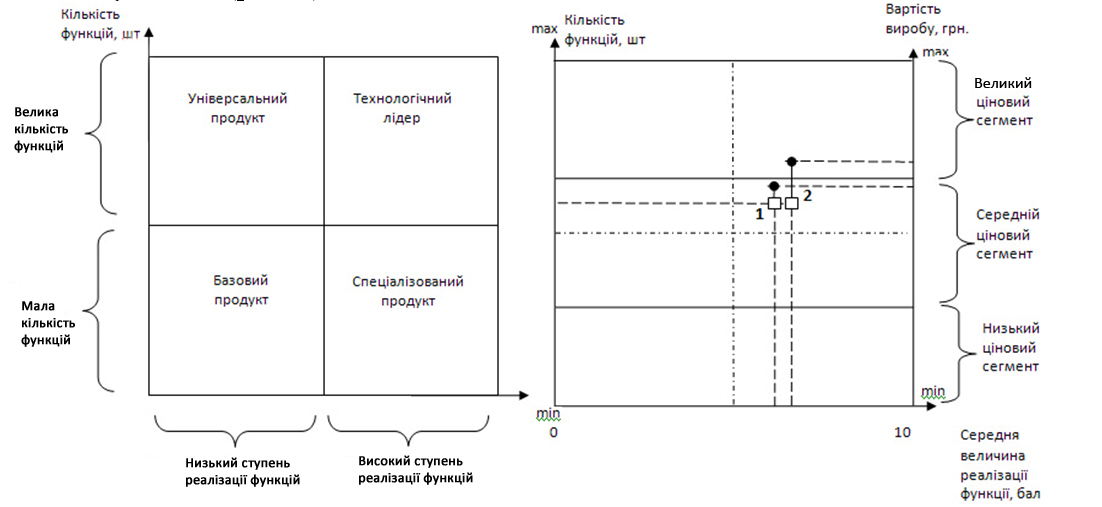 Кількість
функцій, шт
Велика
кількість
функцій
Мала
кількість
функцій
Універсальний
продукт
Технологічний
лідер
Базовий
продукт
Спеціалізований
продукт
Низький ступень
реалізації функцій
Високий ступень
реалізації функцій
max
Кількість
функцій, шт
Вартість
виробу, грн.
max
Великий
ціновий
сегмент
Середній
ціновий
сегмент
Низький
ціновий
сегмент
1
2
min
min
0
10
Середня
величина
реалізації
функції, бал